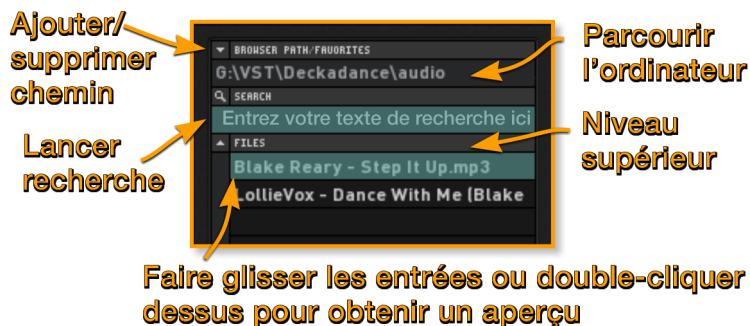 Ajouter/
supprimer
chemin
BROWSER PATH/FAVORITES
G:\VST\Deckadance\audio
Parcourir
l'ordinateur
SEARCH
Entrez votre texte de recherche ici
Lancer
recherche
Niveau
supérieur
FILES
Blake Reary - Step It Up.mp3
LollieVox - Dance With Me (Blake
Faire glisser les entrées ou double-cliquer
dessus pour obtenir un aperçu